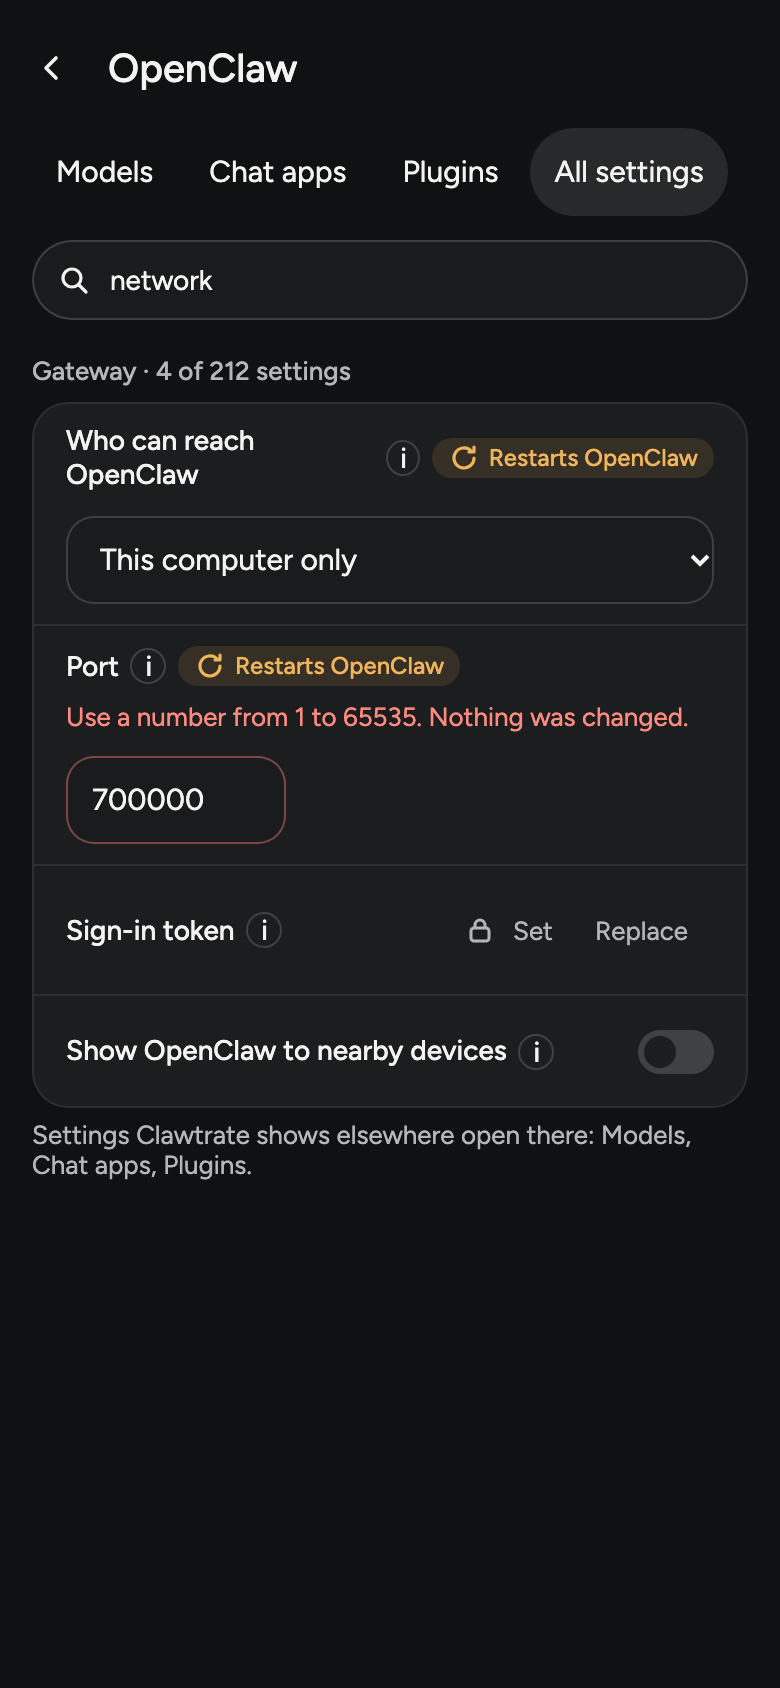 OpenClaw
Models Chat apps Plugins All settings
network
Gateway · 4 of 212 settings
Who can reach
OpenClaw
Restarts OpenClaw
This computer only
Port Restarts OpenClaw
Use a number from 1 to 65535. Nothing was changed.
700000
Sign-in token Set Replace
Show OpenClaw to nearby devices
Settings Clawtrate shows elsewhere open there: Models,
Chat apps, Plugins.